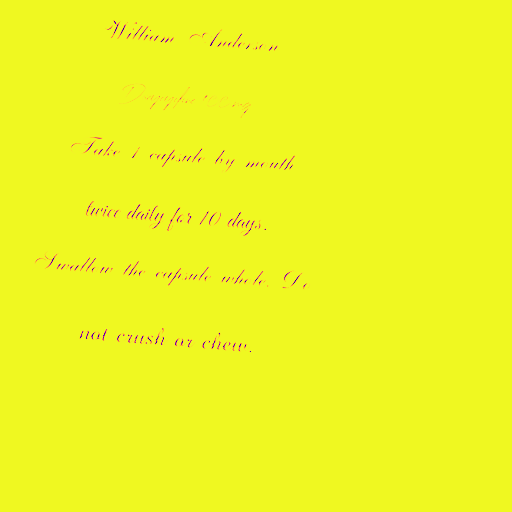 William Anderson
Take 1 capsule by mouth
twice daily for 10 days.
Swallow the capsule whole. Do
not crush or chew.